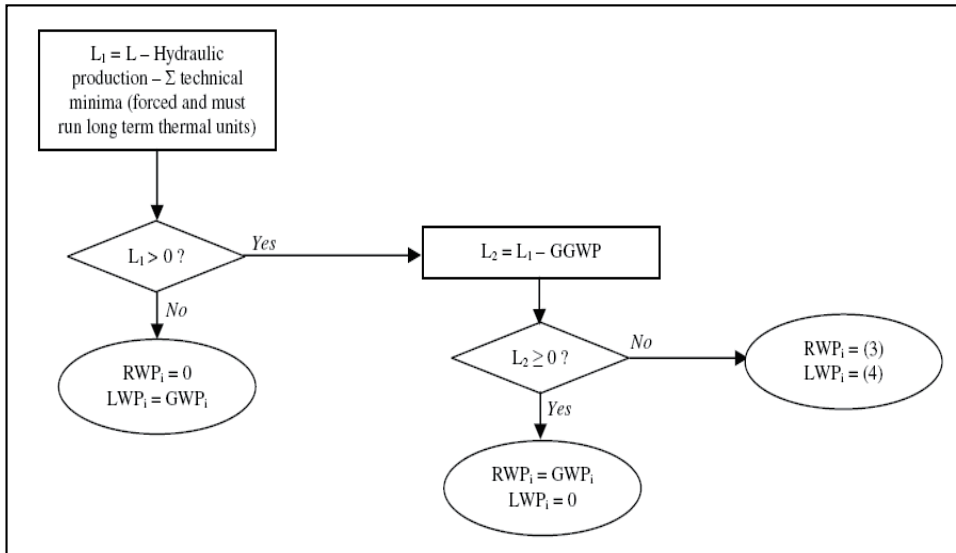 L₁ = L – Hydraulic
production – Σ technical
minima (forced and must
run long term thermal units)
L₁ > 0 ?
Yes
No
RWPᵢ = 0
LWPᵢ = GWPᵢ
L₂ = L₁ – GGWP
L₂ ≥ 0 ?
No
Yes
RWPᵢ = (3)
LWPᵢ = (4)
RWPᵢ = GWPᵢ
LWPᵢ = 0